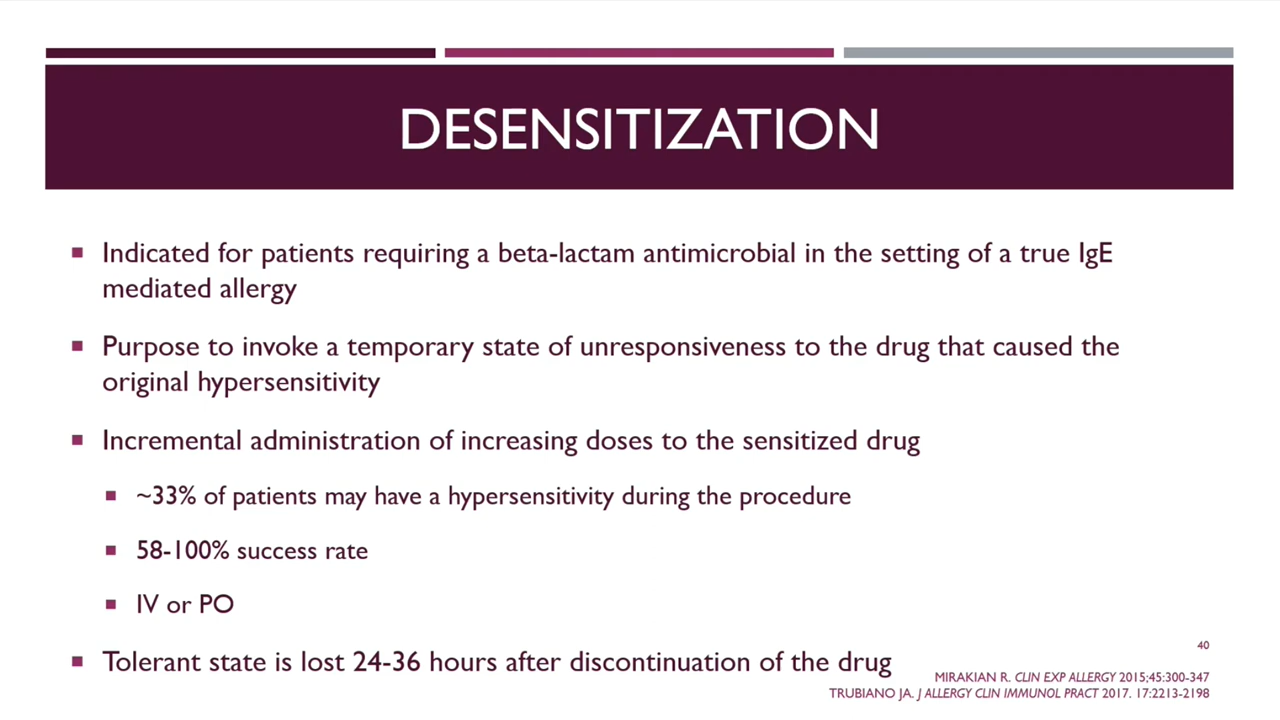 DESENSITIZATION
Indicated for patients requiring a beta-lactam antimicrobial in the setting of a true IgE
mediated allergy
Purpose to invoke a temporary state of unresponsiveness to the drug that caused the
original hypersensitivity
Incremental administration of increasing doses to the sensitized drug
~33% of patients may have a hypersensitivity during the procedure
58-100% success rate
IV or PO
Tolerant state is lost 24-36 hours after discontinuation of the drug
40
MIRAKIAN R. CLIN EXP ALLERGY 2015;45:300-347
TRUBIANO JA. J ALLERGY CLIN IMMUNOL PRACT 2017. 17:2213-2198